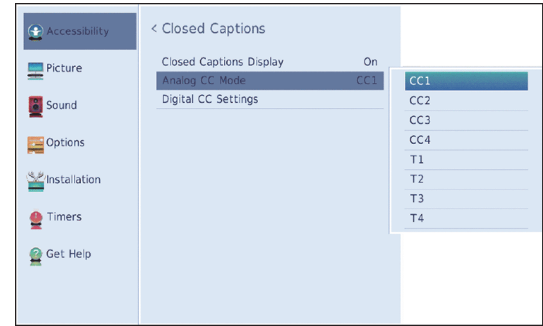 Accessibility
Picture
Sound
Options
Installation
Timers
Get Help
< Closed Captions
Closed Captions Display On
Analog CC Mode CC1
Digital CC Settings
CC1
CC2
CC3
CC4
T1
T2
T3
T4